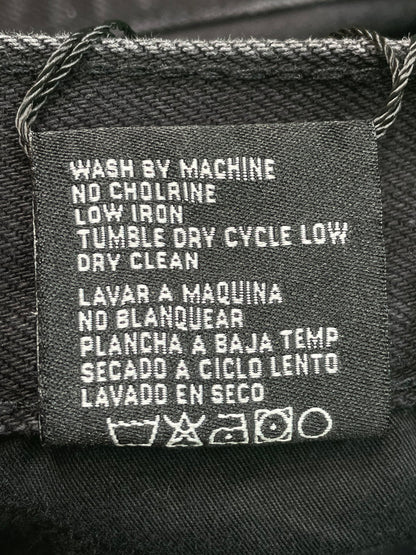 WASH BY MACHINE
NO CHOLRINE
LOW IRON
TUMBLE DRY CYCLE LOW
DRY CLEAN
LAVAR A MAQUINA
NO BLANQUEAR
PLANCHA A BAJA TEMP
SECADO A CICLO LENTO
LAVADO EN SECO